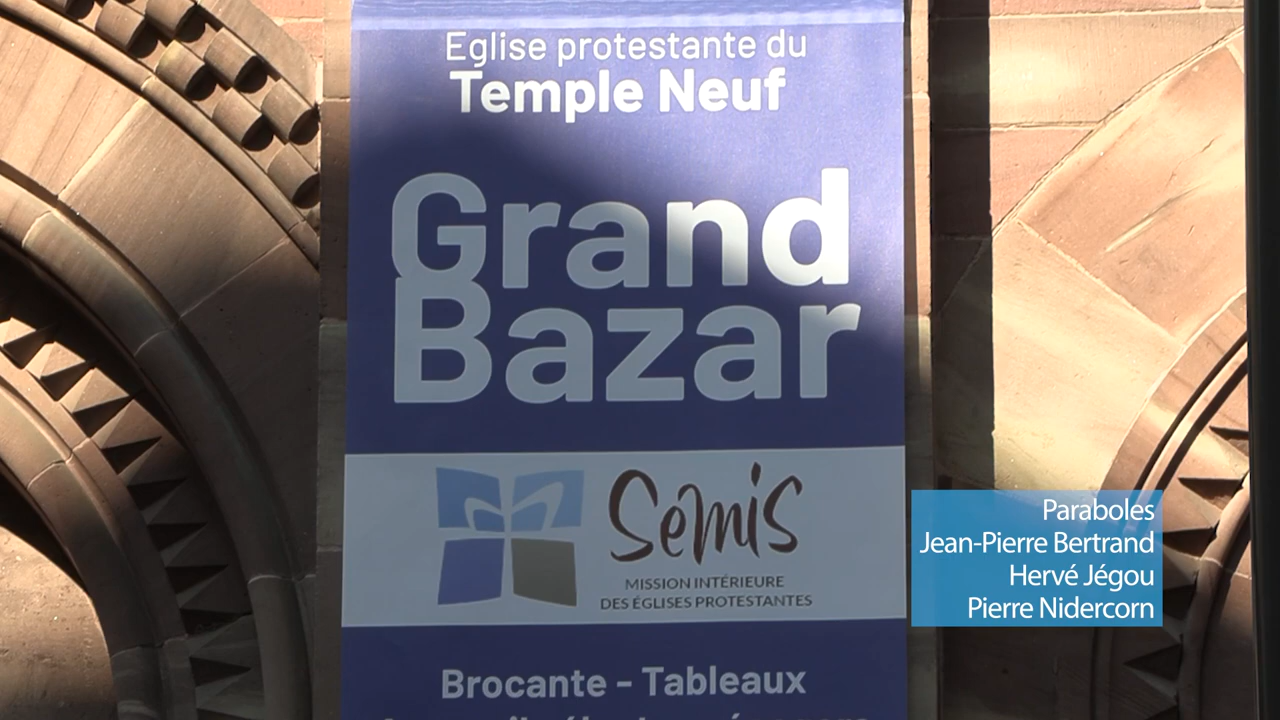 Eglise protestante du
Temple Neuf
Grand
Bazar
Semis
MISSION INTÉRIEURE
DES ÉGLISES PROTESTANTES
Paraboles
Jean-Pierre Bertrand
Hervé Jégou
Pierre Nidercorn
Brocante - Tableaux